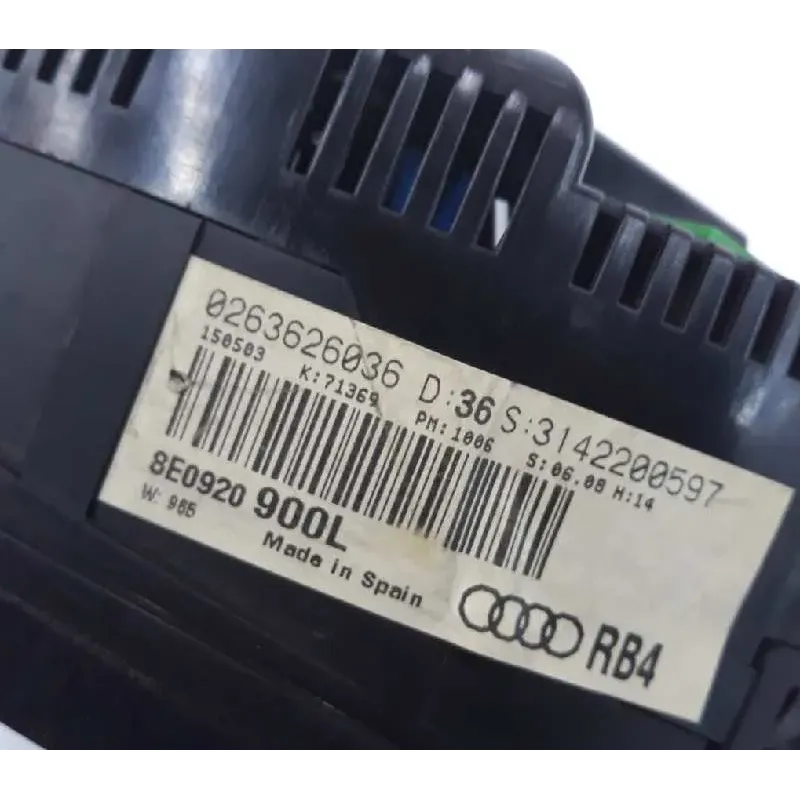 0263626036 D:36 S:3142200597
150503 K:71369 PM:1006 S:06.08 H:14
8E0920 900L
W: 965 Made in Spain
RB4